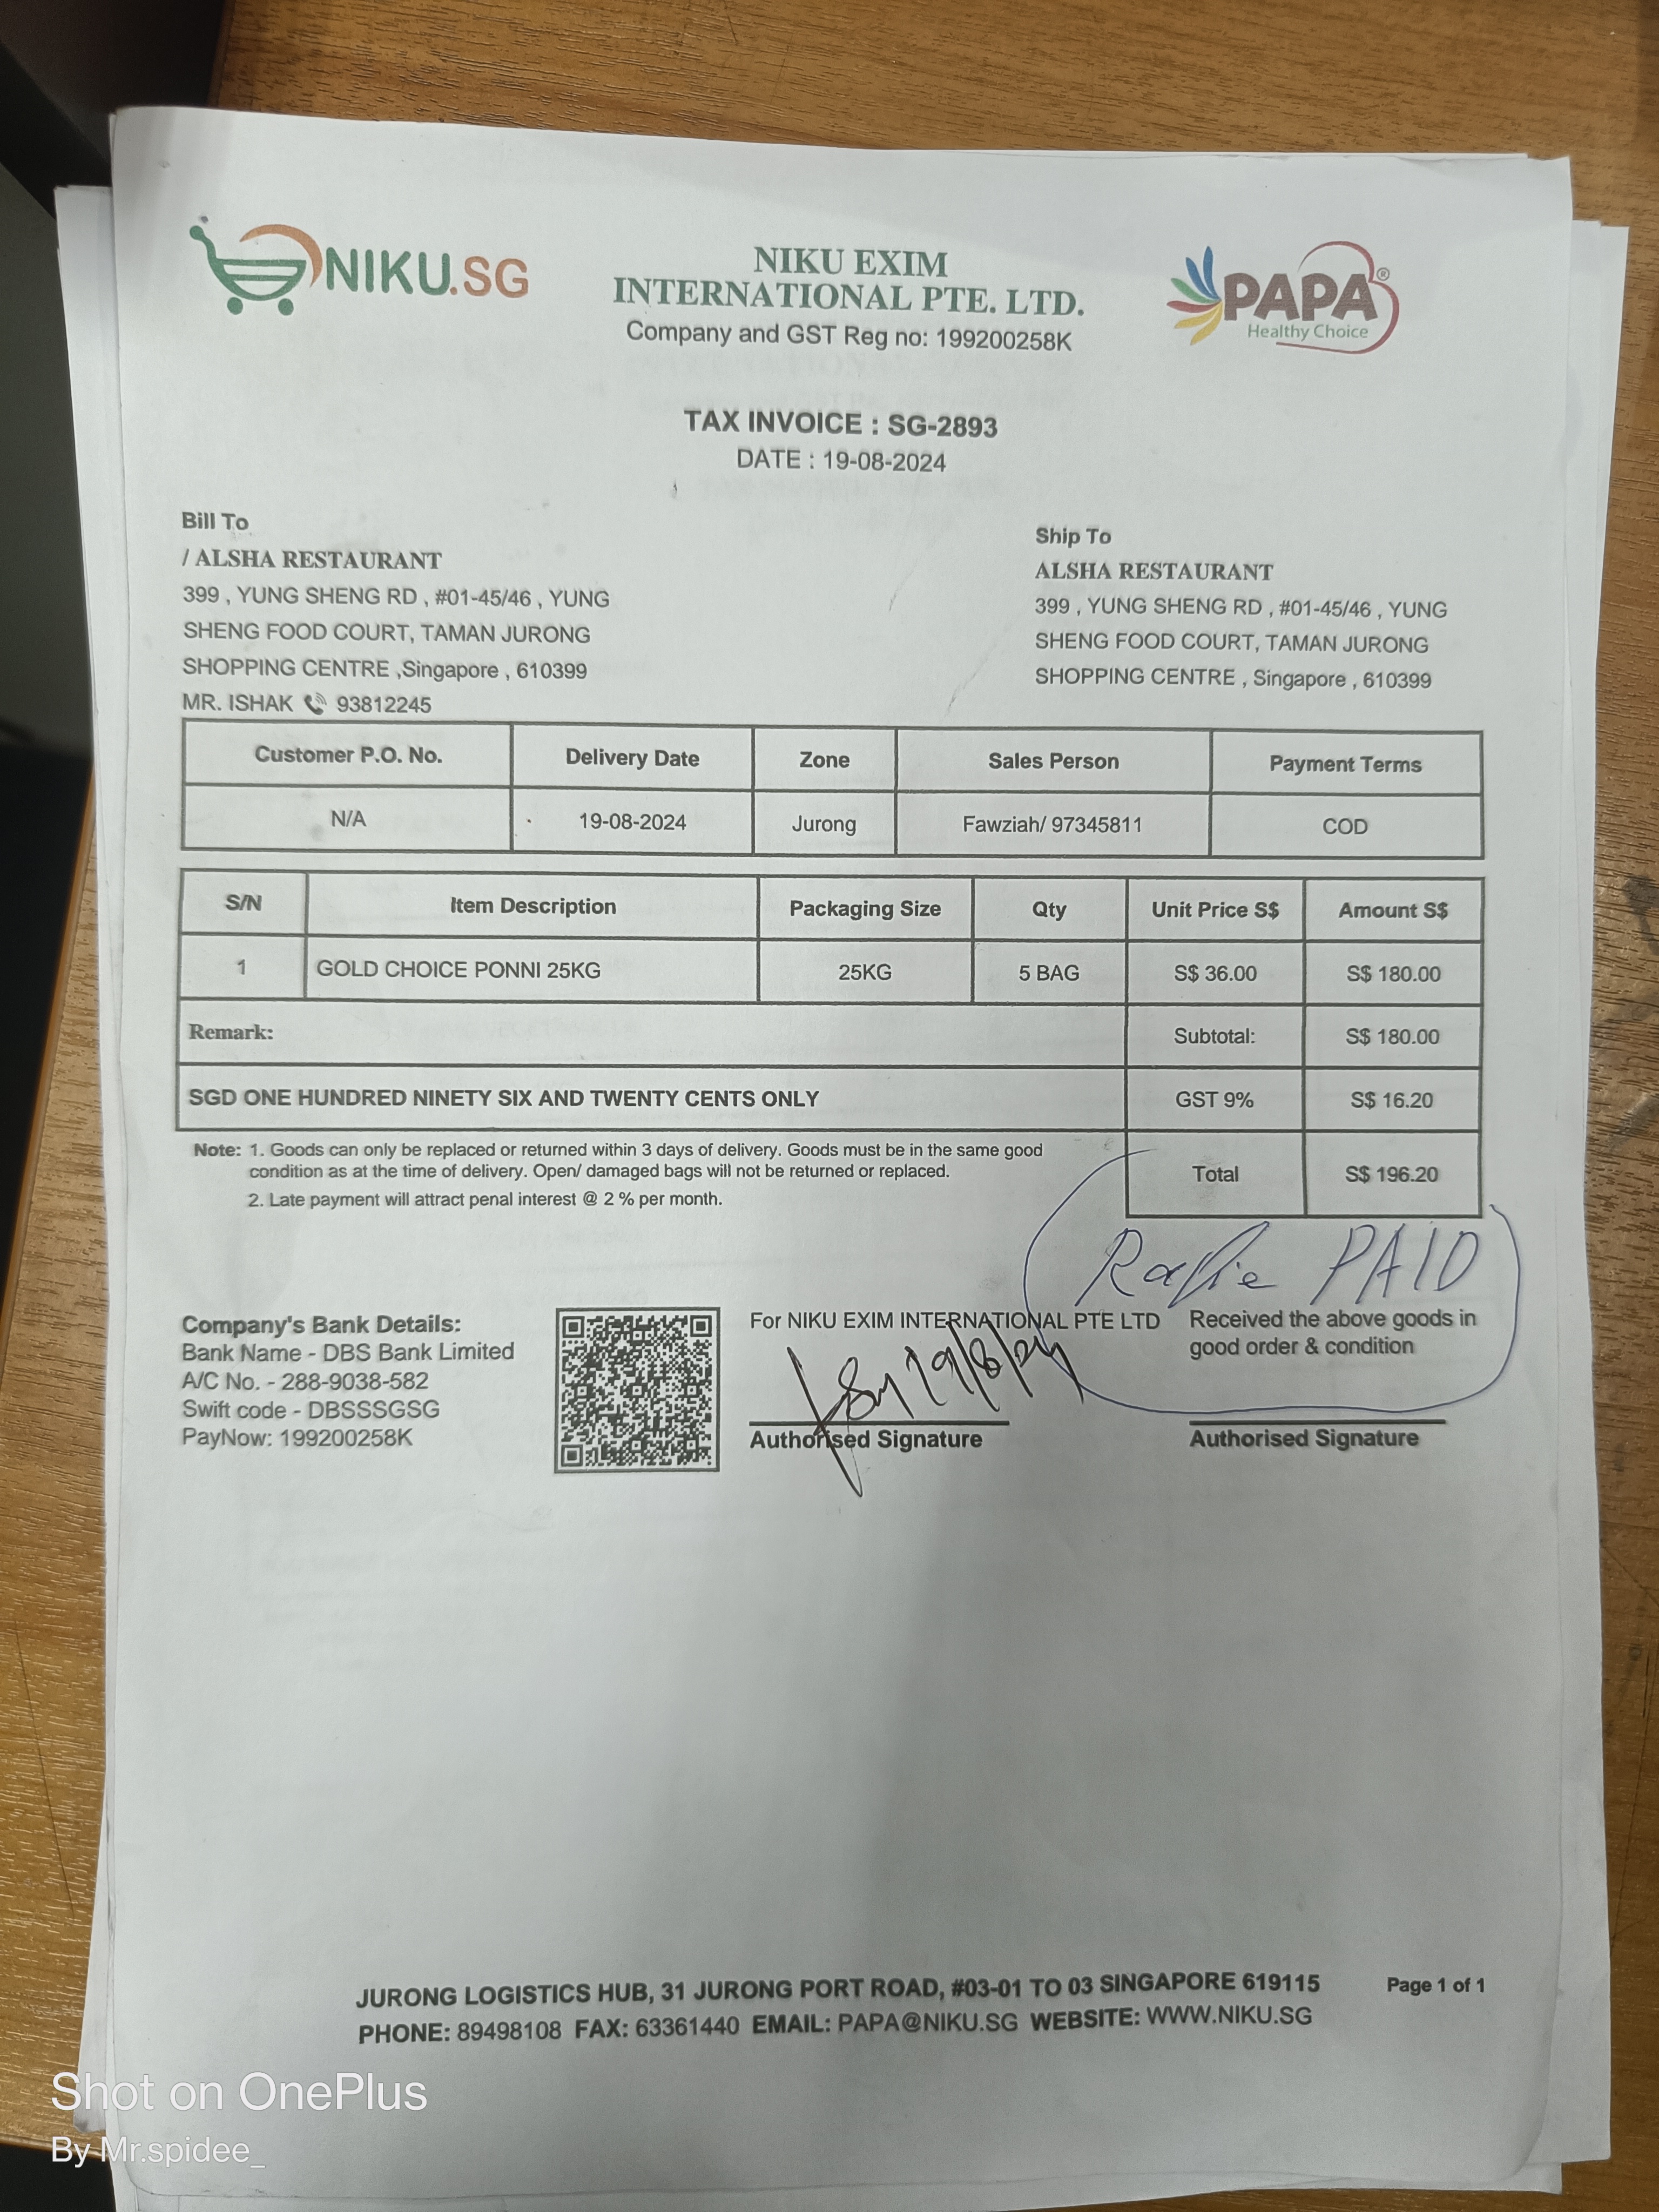 NIKU.SG
NIKU EXIM
INTERNATIONAL PTE. LTD.
Company and GST Reg no: 199200258K
PAPA®
Healthy Choice
TAX INVOICE : SG-2893
DATE : 19-08-2024
Bill To
/ ALSHA RESTAURANT
399 , YUNG SHENG RD , #01-45/46 , YUNG
SHENG FOOD COURT, TAMAN JURONG
SHOPPING CENTRE ,Singapore , 610399
MR. ISHAK 93812245
Ship To
ALSHA RESTAURANT
399 , YUNG SHENG RD , #01-45/46 , YUNG
SHENG FOOD COURT, TAMAN JURONG
SHOPPING CENTRE , Singapore , 610399
Customer P.O. No. Delivery Date Zone Sales Person Payment Terms
N/A 19-08-2024 Jurong Fawziah/ 97345811 COD
S/N Item Description Packaging Size Qty Unit Price S$ Amount S$
1 GOLD CHOICE PONNI 25KG 25KG 5 BAG S$ 36.00 S$ 180.00
Remark: Subtotal: S$ 180.00
SGD ONE HUNDRED NINETY SIX AND TWENTY CENTS ONLY GST 9% S$ 16.20
Total S$ 196.20
Note: 1. Goods can only be replaced or returned within 3 days of delivery. Goods must be in the same good
condition as at the time of delivery. Open/ damaged bags will not be returned or replaced.
2. Late payment will attract penal interest @ 2 % per month.
PAID
Company's Bank Details:
Bank Name - DBS Bank Limited
A/C No. - 288-9038-582
Swift code - DBSSSGSG
PayNow: 199200258K
For NIKU EXIM INTERNATIONAL PTE LTD
19/8/24
Authorised Signature
Received the above goods in
good order & condition
Authorised Signature
JURONG LOGISTICS HUB, 31 JURONG PORT ROAD, #03-01 TO 03 SINGAPORE 619115
Page 1 of 1
PHONE: 89498108 FAX: 63361440 EMAIL: PAPA@NIKU.SG WEBSITE: WWW.NIKU.SG
Shot on OnePlus
By Mr.spidee_